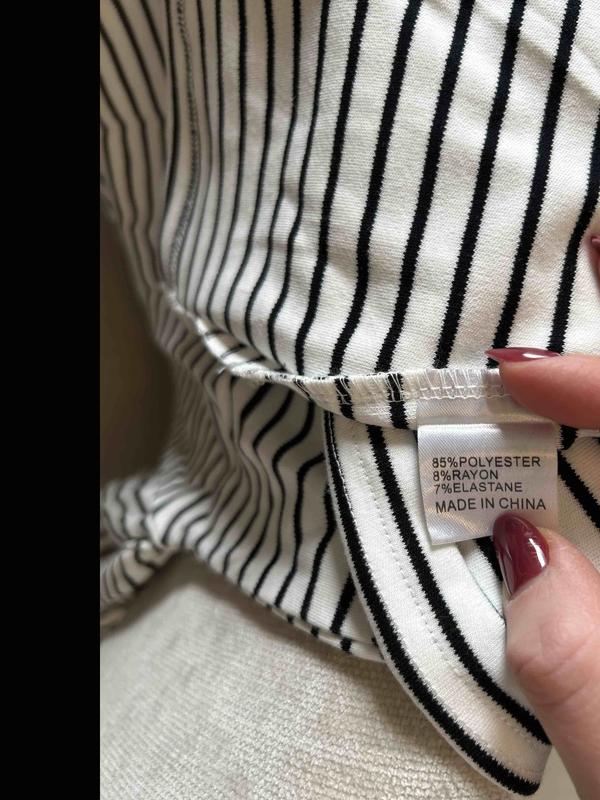 85%POLYESTER
8%RAYON
7%ELASTANE
MADE IN CHINA